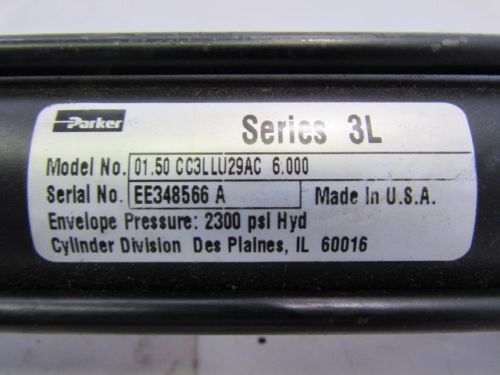 Parker
Series 3L
Model No. 01.50 CC3LLU29AC 6.000
Serial No. EE348566 A Made In U.S.A.
Envelope Pressure: 2300 psi Hyd
Cylinder Division Des Plaines, IL 60016